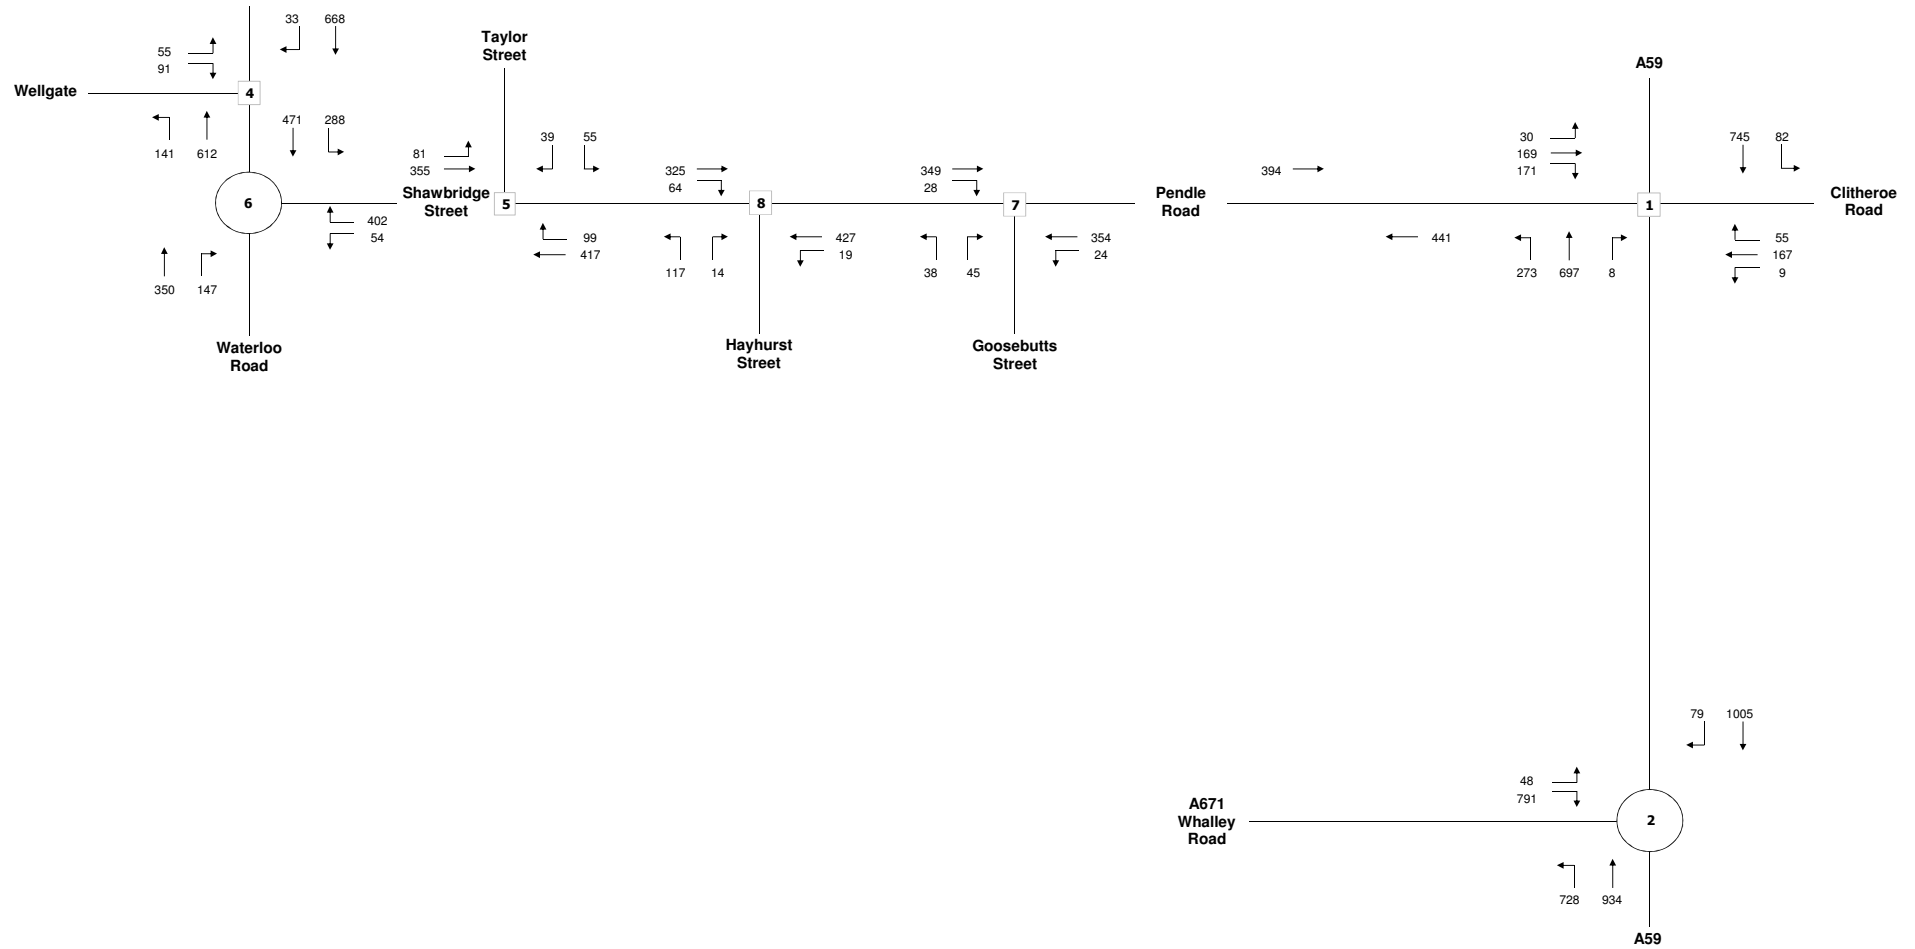 33 668
55
91
Wellgate
4
141 612
471 288
6
402
54
350 147
Waterloo
Road
Taylor
Street
81
355
39 55
Shawbridge
Street
5
99
417
325
64
8
117 14
427
19
Hayhurst
Street
349
28
7
38 45
354
24
Goosebutts
Street
Pendle
Road
394
441
A59
30
169
171
745 82
1
Clitheroe
Road
273 697 8
55
167
9
79 1005
48
791
A671
Whalley
Road
2
728 934
A59